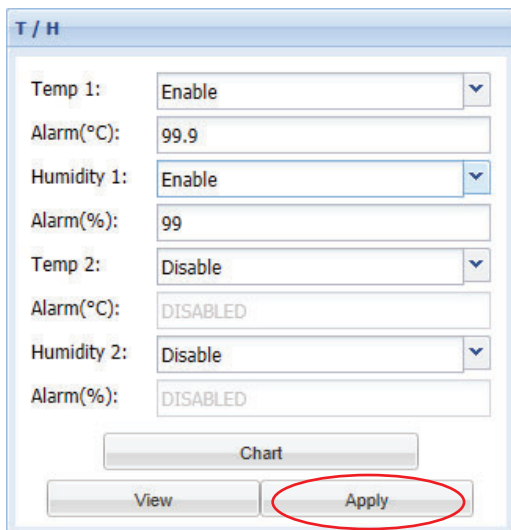 T / H
Temp 1: Enable
Alarm(°C): 99.9
Humidity 1: Enable
Alarm(%): 99
Temp 2: Disable
Alarm(°C): DISABLED
Humidity 2: Disable
Alarm(%): DISABLED
Chart
View Apply